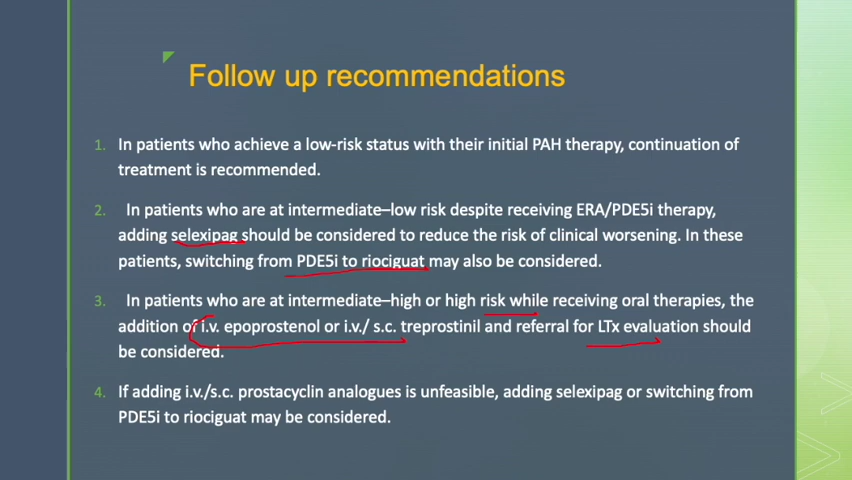 Follow up recommendations
1. In patients who achieve a low-risk status with their initial PAH therapy, continuation of
treatment is recommended.
2. In patients who are at intermediate–low risk despite receiving ERA/PDE5i therapy,
adding selexipag should be considered to reduce the risk of clinical worsening. In these
patients, switching from PDE5i to riociguat may also be considered.
3. In patients who are at intermediate–high or high risk while receiving oral therapies, the
addition of i.v. epoprostenol or i.v./ s.c. treprostinil and referral for LTx evaluation should
be considered.
4. If adding i.v./s.c. prostacyclin analogues is unfeasible, adding selexipag or switching from
PDE5i to riociguat may be considered.